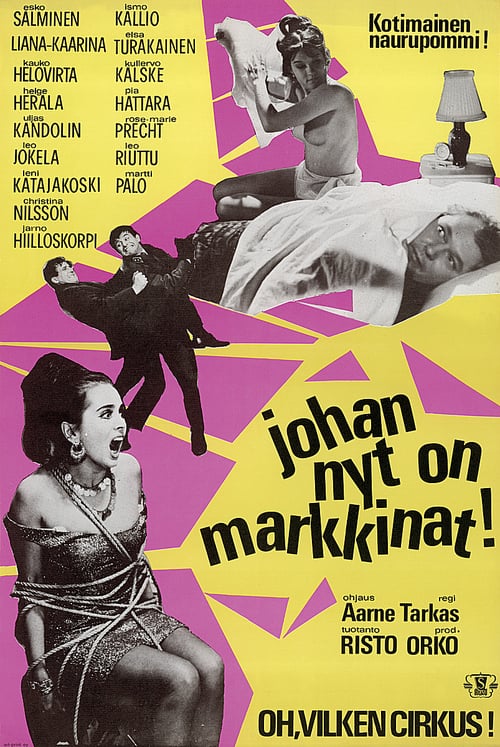 esko
SALMINEN
LIANA-KAARINA
kauko
HELOVIRTA
helge
HERALA
uljas
KANDOLIN
leo
JOKELA
leni
KATAJAKOSKI
christina
NILSSON
jarno
HIILLOSKORPI
ismo
KALLIO
elsa
TURAKAINEN
kullervo
KALSKE
pia
HATTARA
rose-marie
PRECHT
leo
RIUTTU
martti
PALO
Kotimainen
naurupommi!
johan
nyt on
markkinat!
ohjaus regi
Aarne Tarkas
tuotanto prod.
RISTO ORKO
OH, VILKEN CIRKUS!